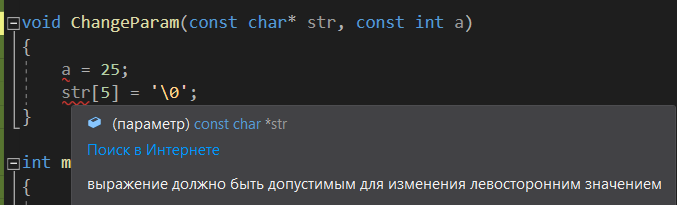 void ChangeParam(const char* str, const int a)
{
a = 25;
str[5] = '\0';
}
(параметр) const char *str
Поиск в Интернете
int m
выражение должно быть допустимым для изменения левосторонним значением
{